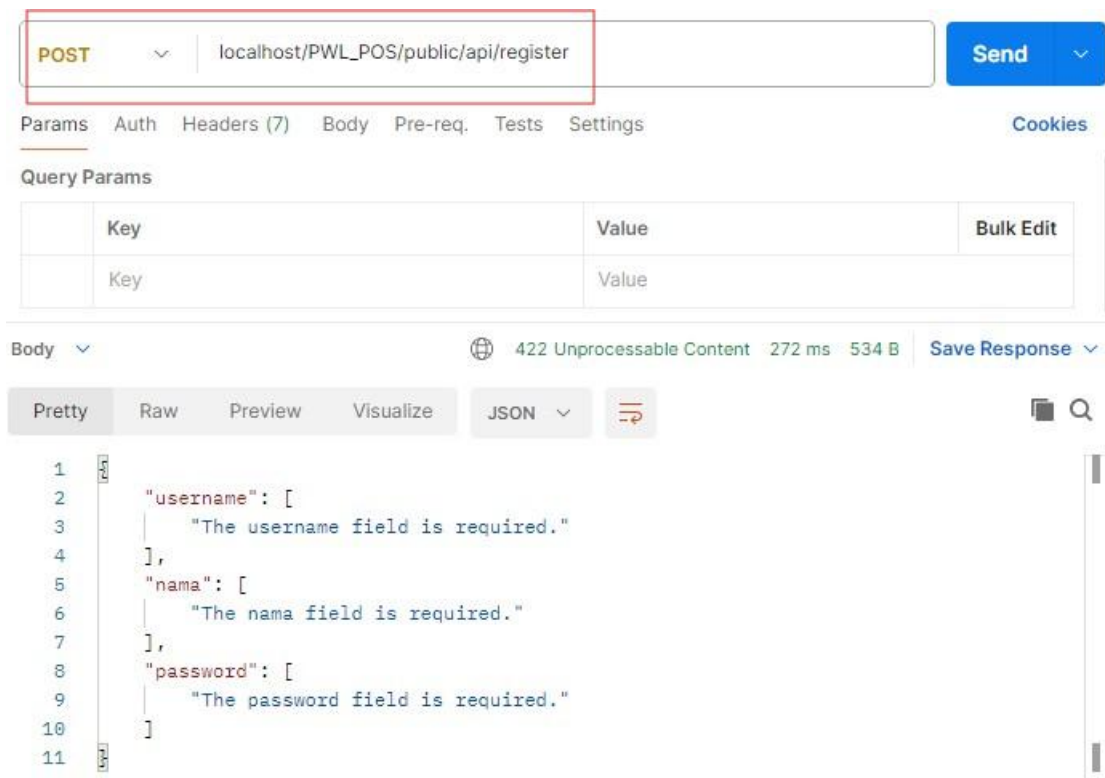 POST localhost/PWL_POS/public/api/register Send
Params Auth Headers (7) Body Pre-req. Tests Settings Cookies
Query Params
Key Value Bulk Edit
Key Value
Body 422 Unprocessable Content 272 ms 534 B Save Response
Pretty Raw Preview Visualize JSON
1 {
2 "username": [
3 "The username field is required."
4 ],
5 "nama": [
6 "The nama field is required."
7 ],
8 "password": [
9 "The password field is required."
10 ]
11 }